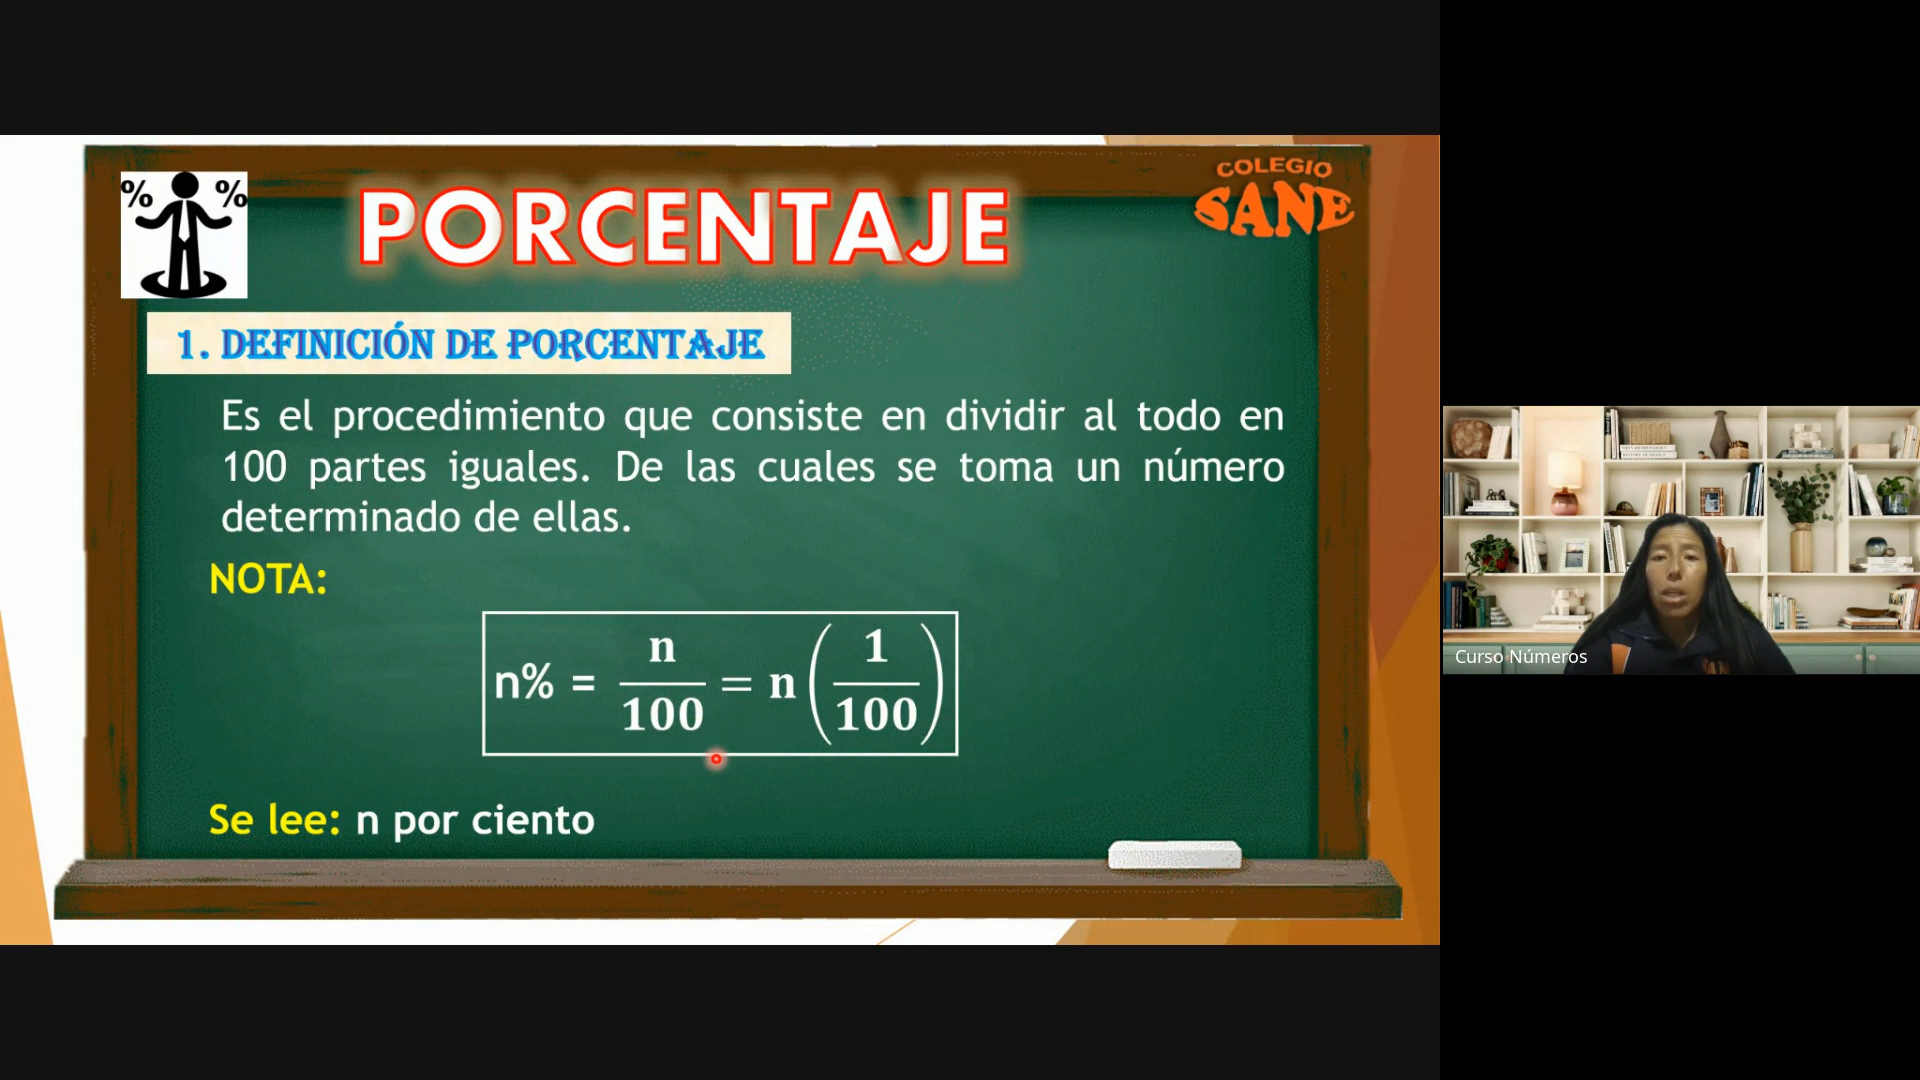 % %
PORCENTAJE
COLEGIO
SANE
1. DEFINICIÓN DE PORCENTAJE
Es el procedimiento que consiste en dividir al todo en
100 partes iguales. De las cuales se toma un número
determinado de ellas.
NOTA:
n% = n/100 = n(1/100)
Se lee: n por ciento
Curso Números